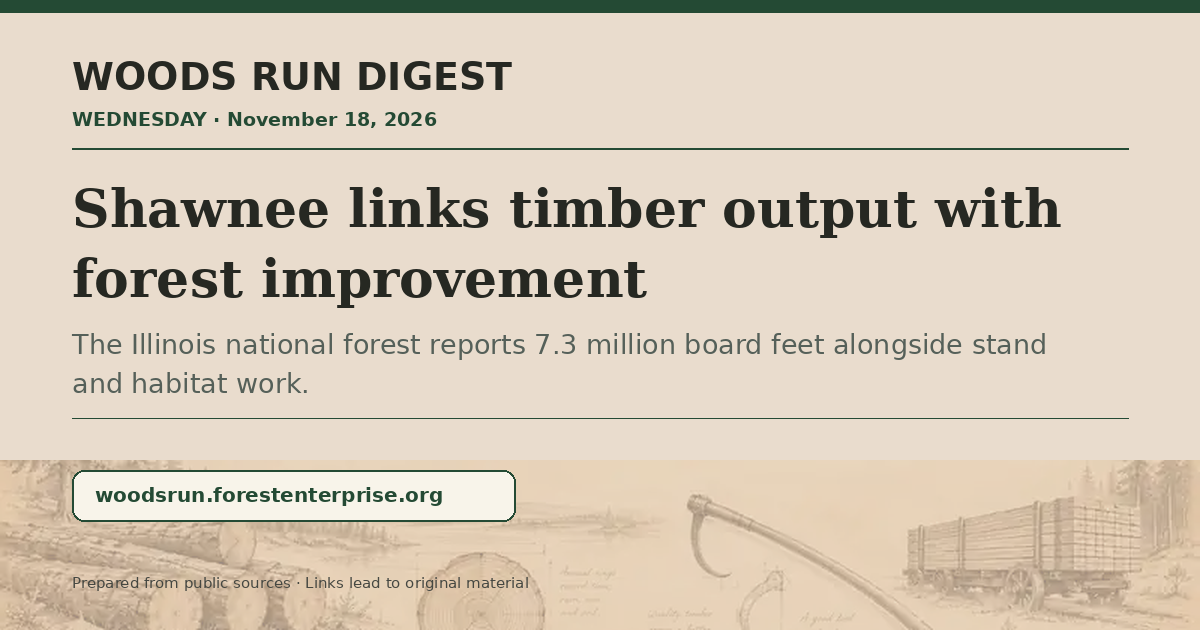 WOODS RUN DIGEST
WEDNESDAY · November 18, 2026
Shawnee links timber output with
forest improvement
The Illinois national forest reports 7.3 million board feet alongside stand
and habitat work.
woodsrun.forestenterprise.org
Prepared from public sources · Links lead to original material